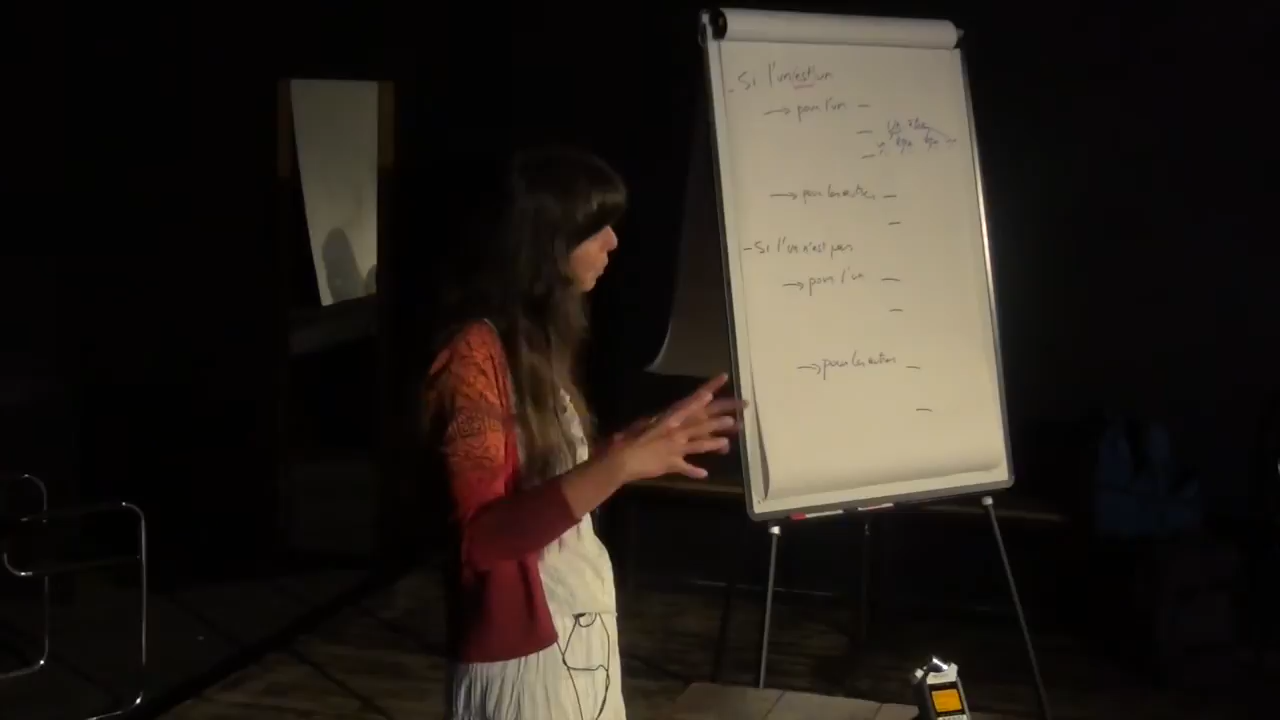 - Si l'un est un
→ pour l'un -
-
-
→ pour les autres -
-
- Si l'un n'est pas
→ pour l'un -
-
→ pour les autres -
-